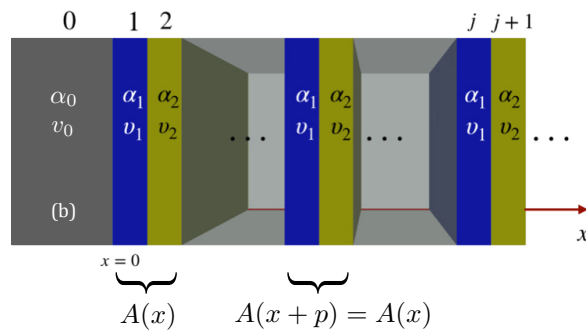 0 1 2 j j + 1
α₀ α₁ α₂ α₁ α₂ α₁ α₂
v₀ v₁ v₂ ... v₁ v₂ ... v₁ v₂ ...
(b)
x
x = 0
A(x) A(x + p) = A(x)